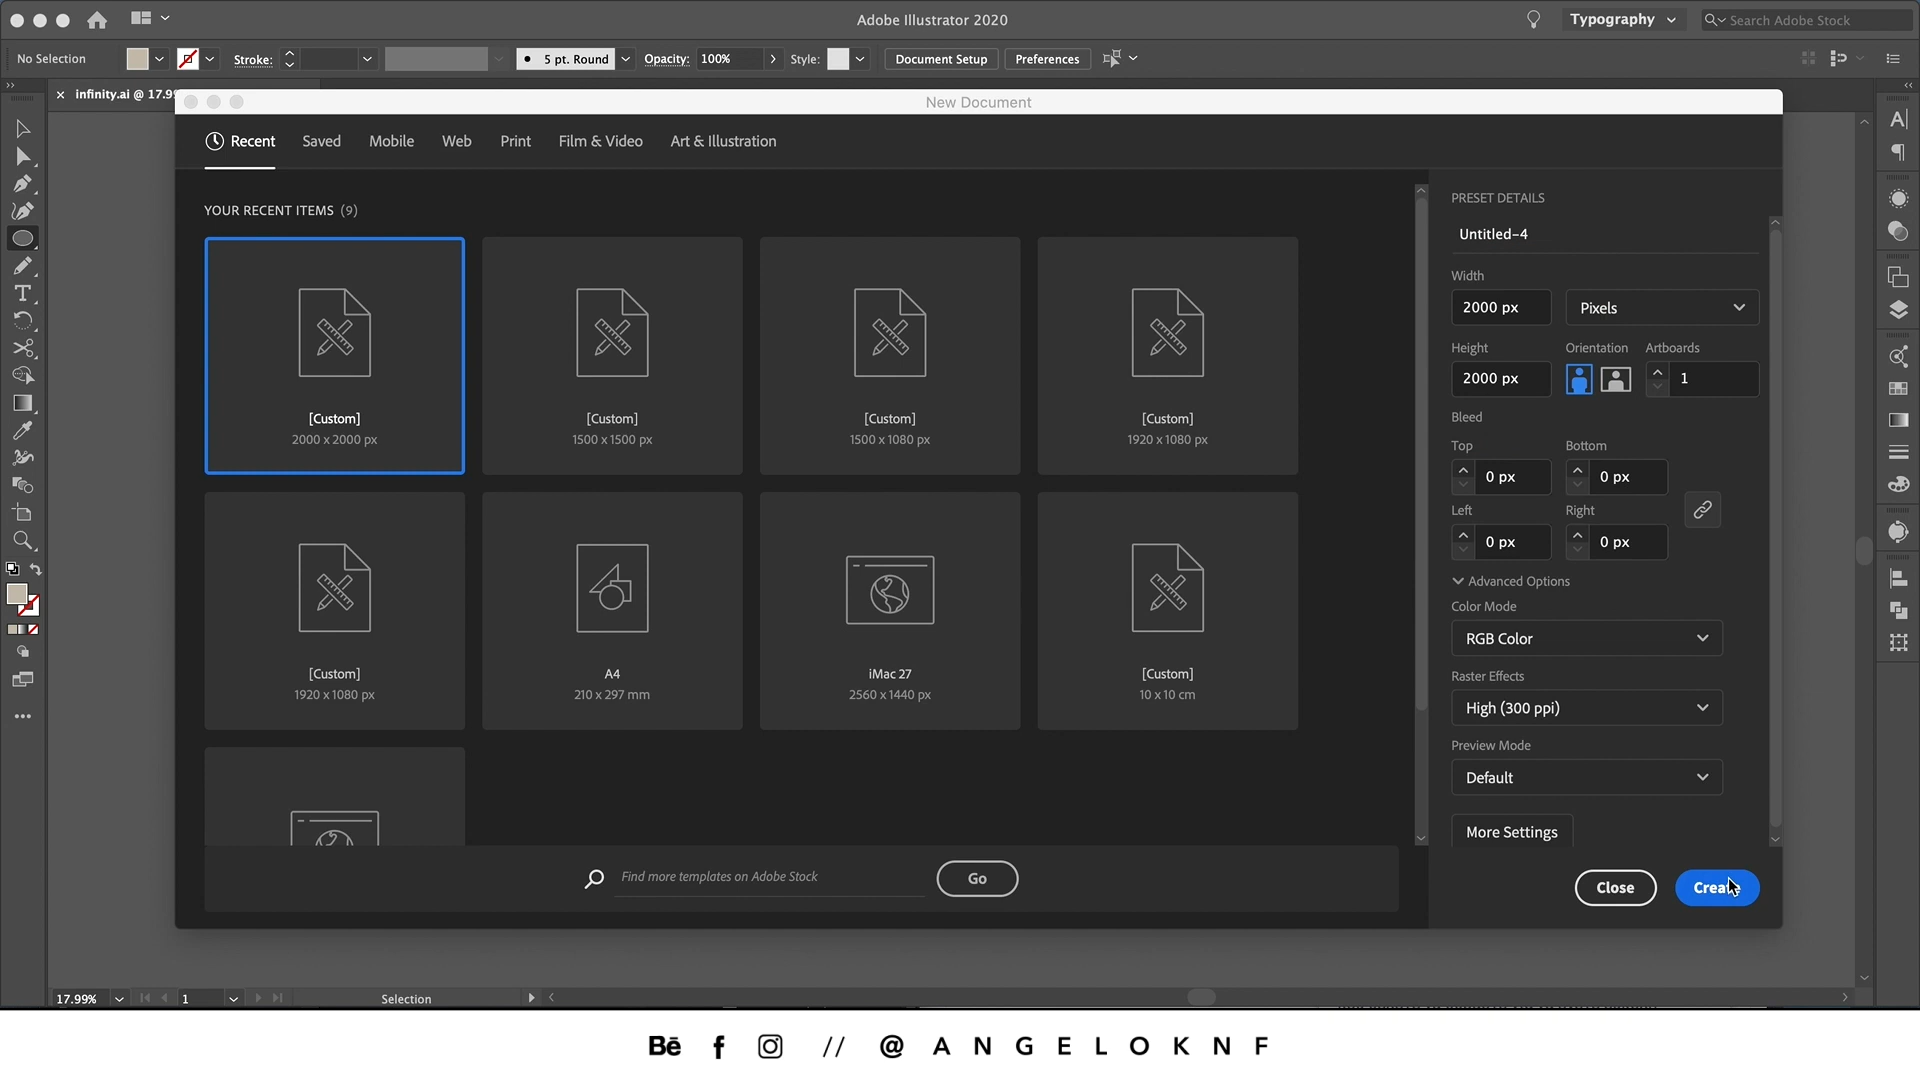 Adobe Illustrator 2020
Typography
Search Adobe Stock
No Selection
Stroke:
5 pt. Round
Opacity: 100%
Style:
Document Setup
Preferences
infinity.ai @ 17.99
New Document
Recent
Saved
Mobile
Web
Print
Film & Video
Art & Illustration
YOUR RECENT ITEMS (9)
[Custom]
2000 x 2000 px
[Custom]
1500 x 1500 px
[Custom]
1500 x 1080 px
[Custom]
1920 x 1080 px
[Custom]
1920 x 1080 px
A4
210 x 297 mm
iMac 27
2560 x 1440 px
[Custom]
10 x 10 cm
Find more templates on Adobe Stock
Go
PRESET DETAILS
Untitled-4
Width
2000 px
Pixels
Height
Orientation
Artboards
2000 px
1
Bleed
Top
Bottom
0 px
0 px
Left
Right
0 px
0 px
Advanced Options
Color Mode
RGB Color
Raster Effects
High (300 ppi)
Preview Mode
Default
More Settings
Close
Create
17.99%
1
Selection
Bē f // @ANGELOKNF